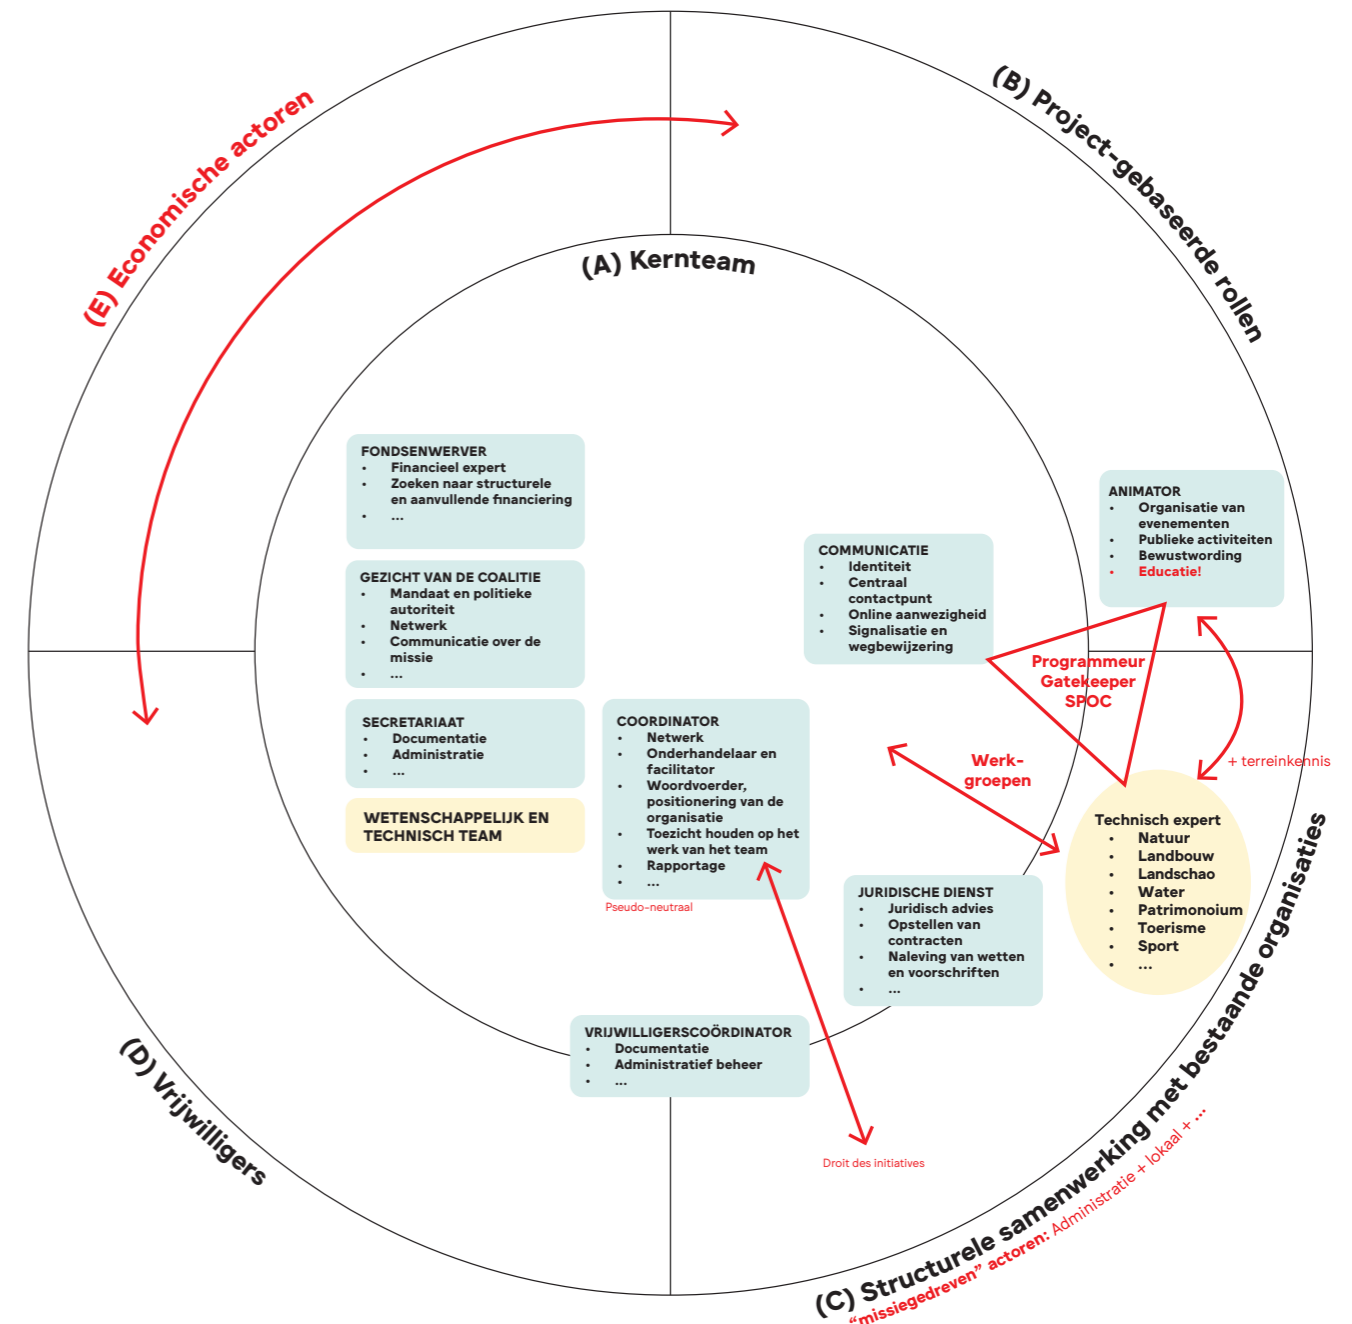 (E) Economische actoren
(B) Project-gebaseerde rollen
(A) Kernteam
FONDSENWERVER
• Financieel expert
• Zoeken naar structurele
en aanvullende financiering
• ...
GEZICHT VAN DE COALITIE
• Mandaat en politieke
autoriteit
• Netwerk
• Communicatie over de
missie
• ...
SECRETARIAAT
• Documentatie
• Administratie
• ...
WETENSCHAPPELIJK EN
TECHNISCH TEAM
COORDINATOR
• Netwerk
• Onderhandelaar en
facilitator
• Woordvoerder,
positionering van de
organisatie
• Toezicht houden op het
werk van het team
• Rapportage
• ...
Pseudo-neutraal
COMMUNICATIE
• Identiteit
• Centraal
contactpunt
• Online aanwezigheid
• Signalisatie en
wegbewijzering
ANIMATOR
• Organisatie van
evenementen
• Publieke activiteiten
• Bewustwording
• Educatie!
Programmeur
Gatekeeper
SPOC
Werk-
groepen
+ terreinkennis
Technisch expert
• Natuur
• Landbouw
• Landschao
• Water
• Patrimonoium
• Toerisme
• Sport
• ...
JURIDISCHE DIENST
• Juridisch advies
• Opstellen van
contracten
• Naleving van wetten
en voorschriften
• ...
VRIJWILLIGERSCOÖRDINATOR
• Documentatie
• Administratief beheer
• ...
Droit des initiatives
(D) Vrijwilligers
(C) Structurele samenwerking met bestaande organisaties
“missiegedreven” actoren: Administratie + lokaal + ...